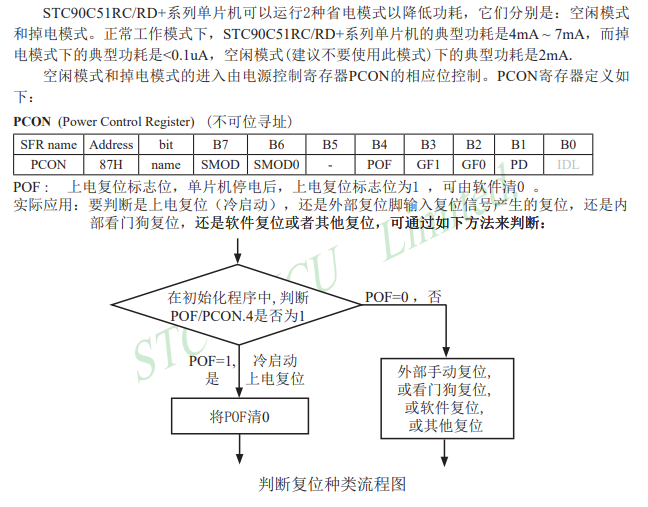 STC90C51RC/RD+系列单片机可以运行2种省电模式以降低功耗，它们分别是：空闲模式
和掉电模式。正常工作模式下，STC90C51RC/RD+系列单片机的典型功耗是4mA ~ 7mA，而掉
电模式下的典型功耗是<0.1uA，空闲模式(建议不要使用此模式)下的典型功耗是2mA.
空闲模式和掉电模式的进入由电源控制寄存器PCON的相应位控制。PCON寄存器定义如
下：
PCON (Power Control Register) (不可位寻址)
SFR name Address bit B7 B6 B5 B4 B3 B2 B1 B0
PCON 87H name SMOD SMOD0 - POF GF1 GF0 PD IDL
POF： 上电复位标志位，单片机停电后，上电复位标志位为1 ，可由软件清0 。
实际应用：要判断是上电复位（冷启动），还是外部复位脚输入复位信号产生的复位，还是内
部看门狗复位，还是软件复位或者其他复位，可通过如下方法来判断：
在初始化程序中,判断
POF/PCON.4是否为1
POF=0 ，否
POF=1, 冷启动
是 上电复位
将POF清0
外部手动复位,
或看门狗复位,
或软件复位,
或其他复位
判断复位种类流程图
STC MCU Limited